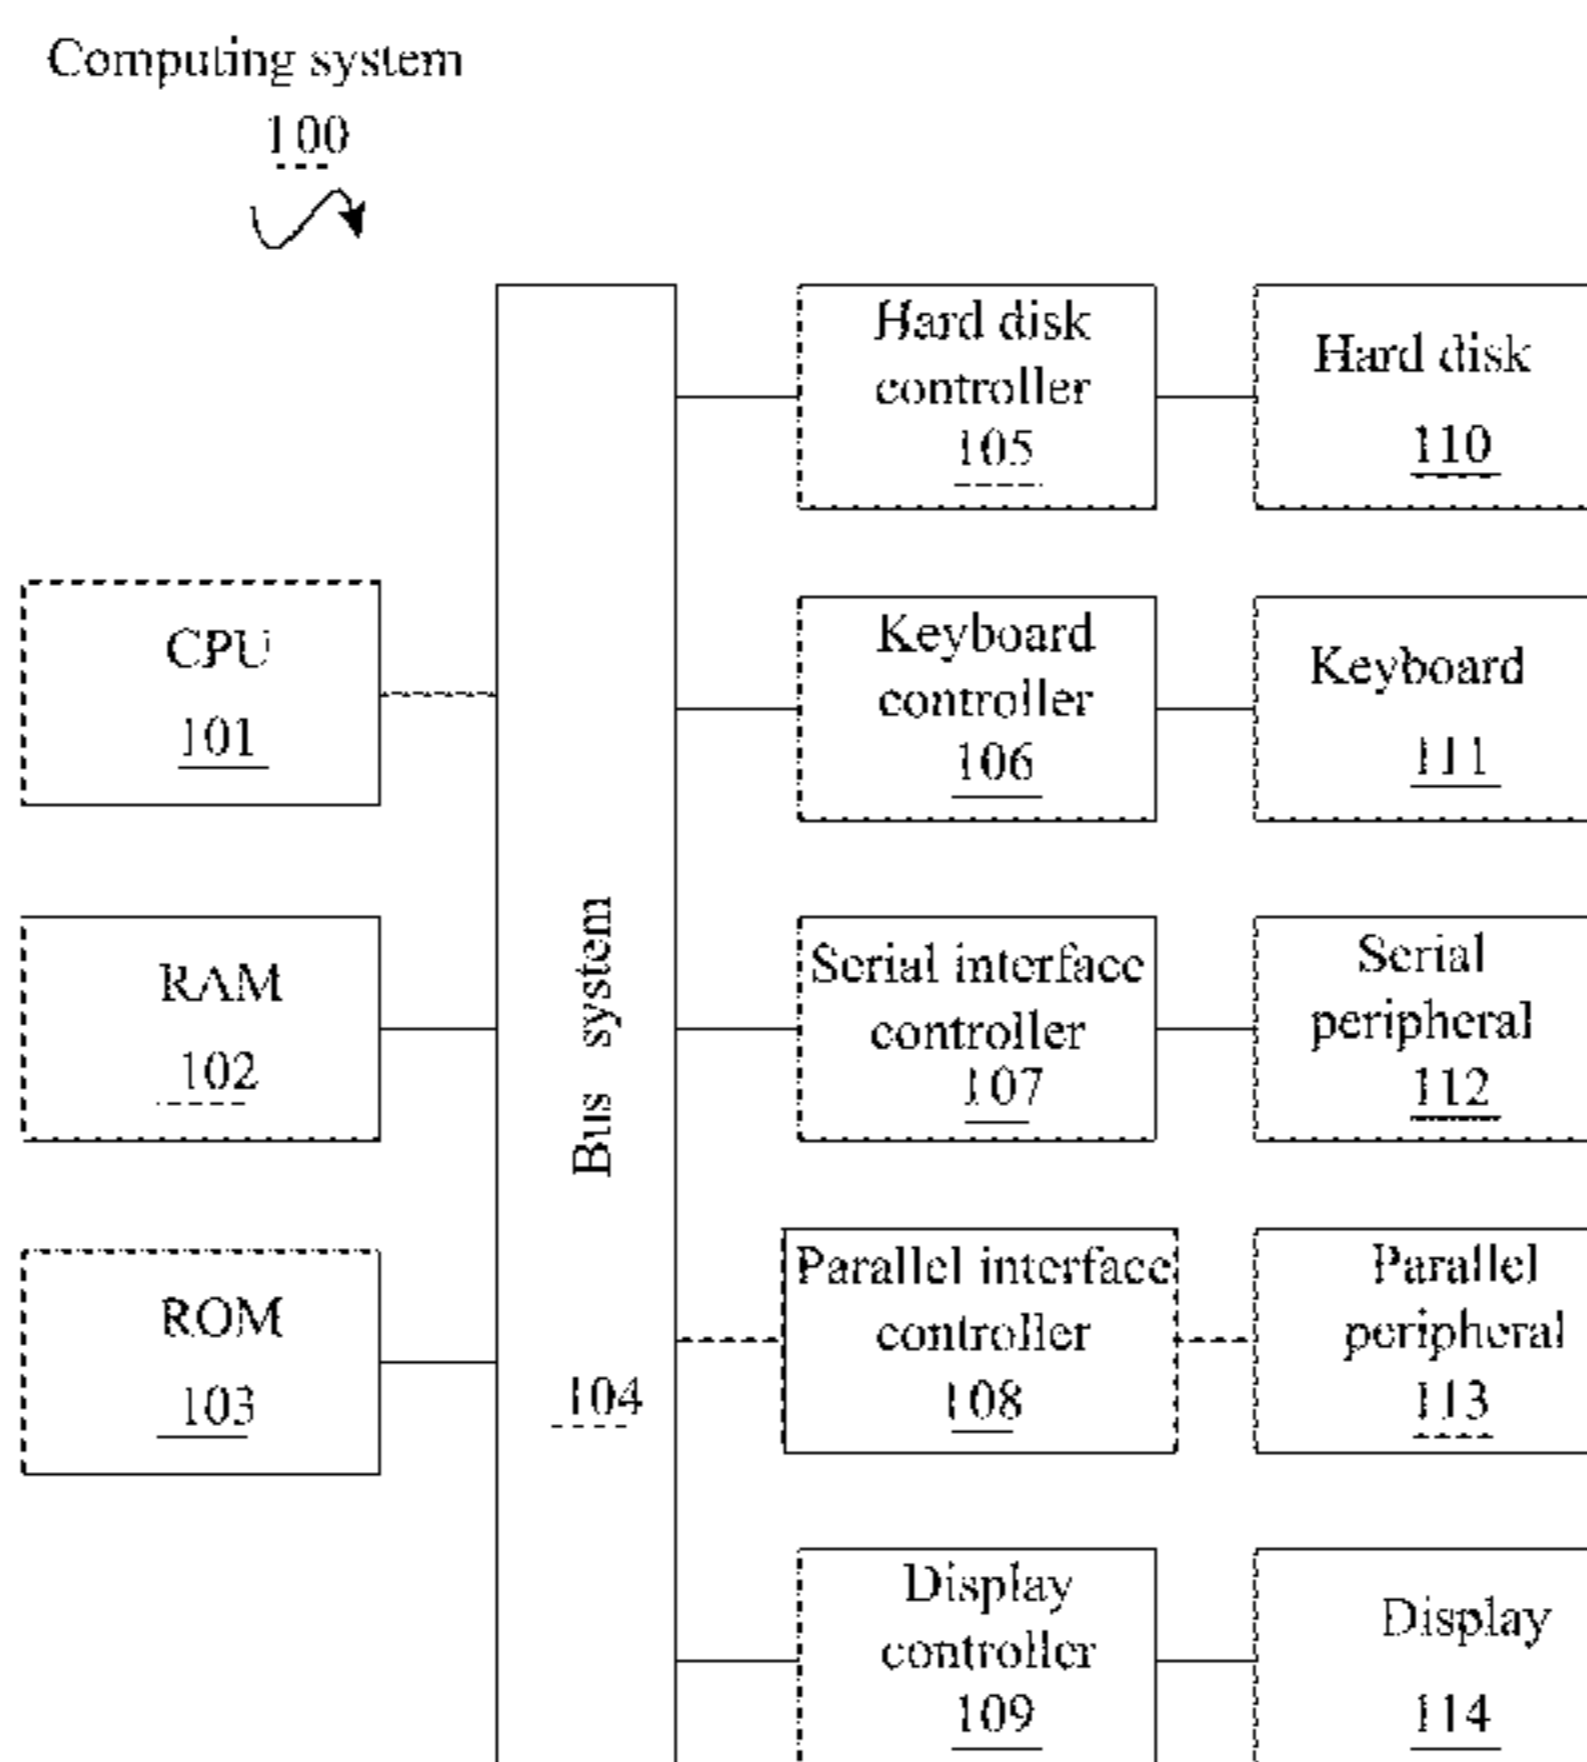 Computing system
100
Hard disk
controller
105
Hard disk
110
CPU
101
Keyboard
controller
106
Keyboard
111
RAM
102
Bus system
104
Serial interface
controller
107
Serial
peripheral
112
ROM
103
Parallel interface
controller
108
Parallel
peripheral
113
Display
controller
109
Display
114